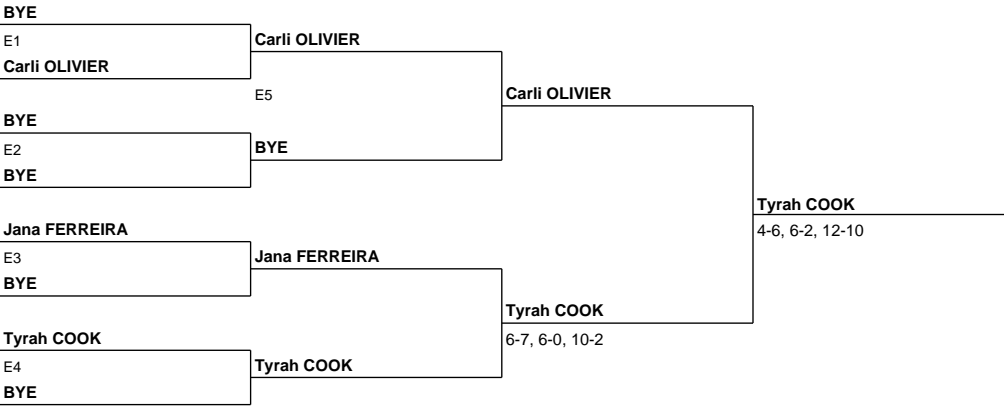 BYE
E1
Carli OLIVIER
Carli OLIVIER
E5
Carli OLIVIER
BYE
E2
BYE
BYE
Tyrah COOK
4-6, 6-2, 12-10
Jana FERREIRA
E3
Jana FERREIRA
BYE
Tyrah COOK
6-7, 6-0, 10-2
Tyrah COOK
E4
Tyrah COOK
BYE